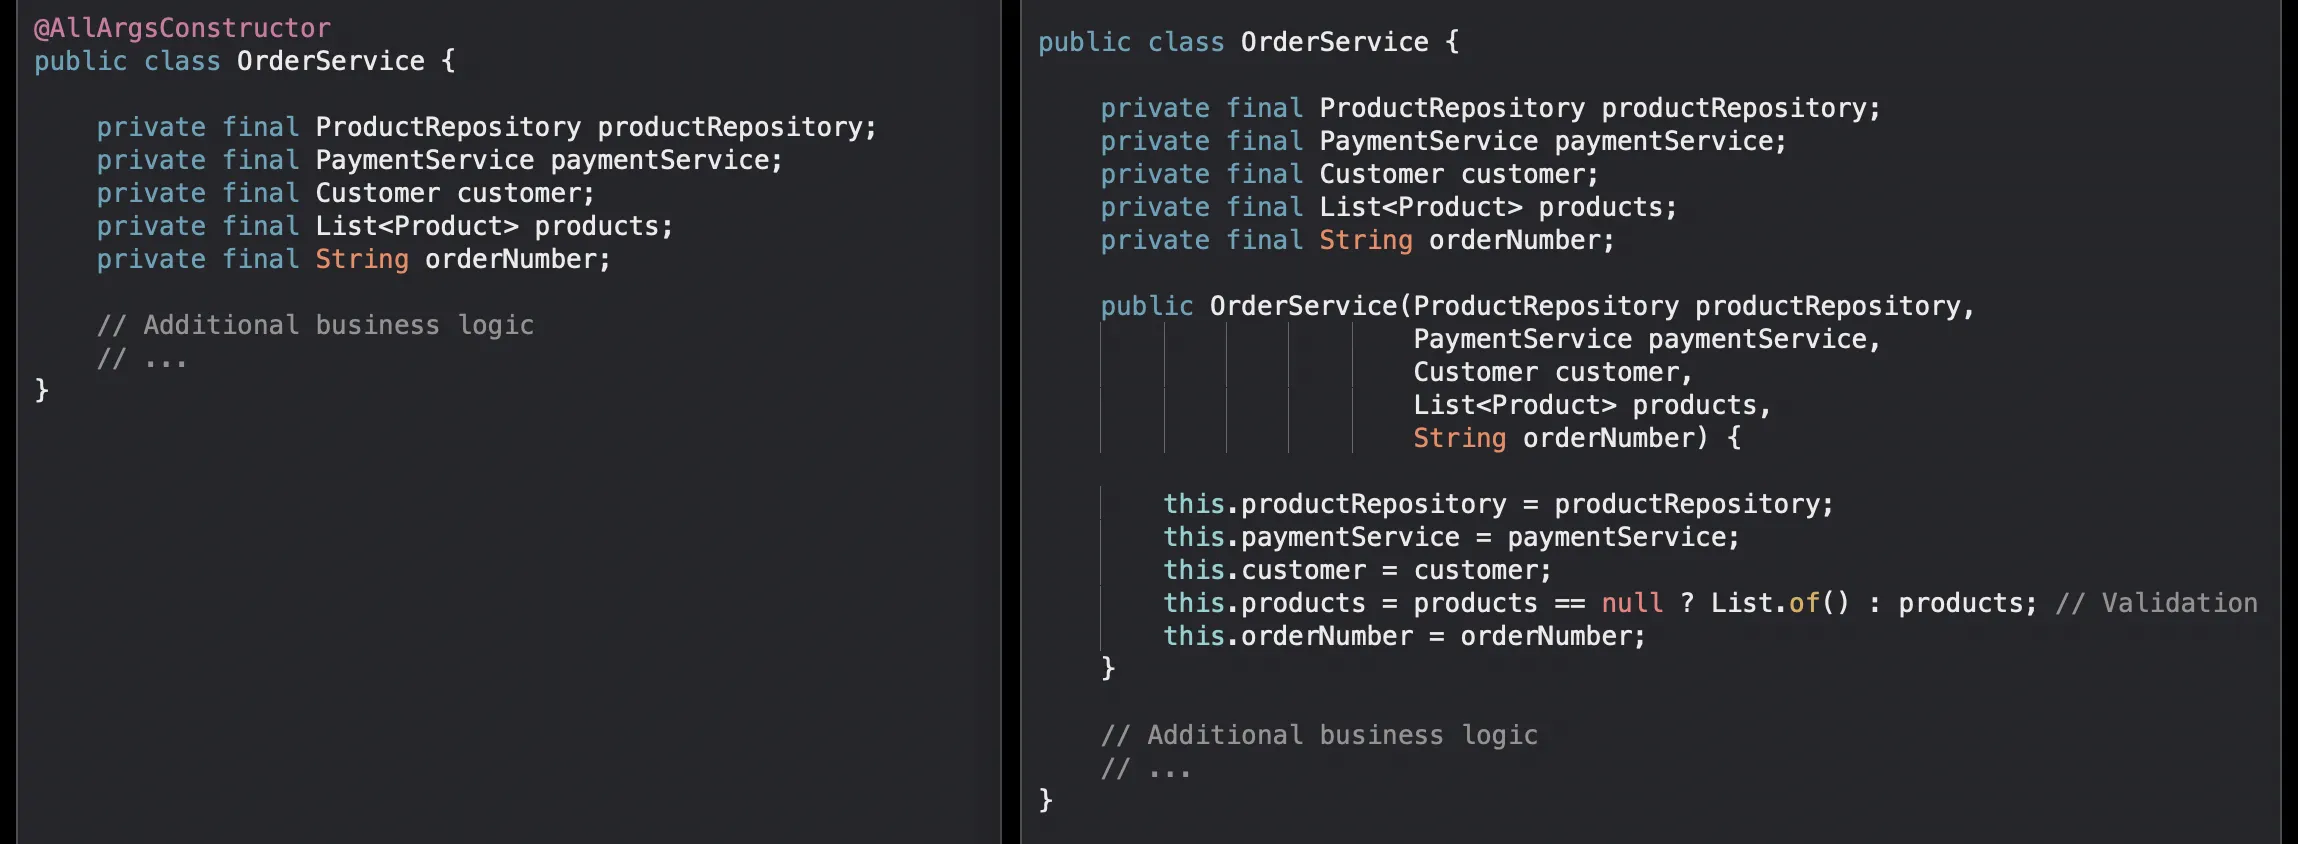 @AllArgsConstructor
public class OrderService {
    private final ProductRepository productRepository;
    private final PaymentService paymentService;
    private final Customer customer;
    private final List<Product> products;
    private final String orderNumber;
    // Additional business logic
    // ...
}
public class OrderService {
    private final ProductRepository productRepository;
    private final PaymentService paymentService;
    private final Customer customer;
    private final List<Product> products;
    private final String orderNumber;
    public OrderService(ProductRepository productRepository,
                        PaymentService paymentService,
                        Customer customer,
                        List<Product> products,
                        String orderNumber) {
        this.productRepository = productRepository;
        this.paymentService = paymentService;
        this.customer = customer;
        this.products = products == null ? List.of() : products; // Validation
        this.orderNumber = orderNumber;
    }
    // Additional business logic
    // ...
}